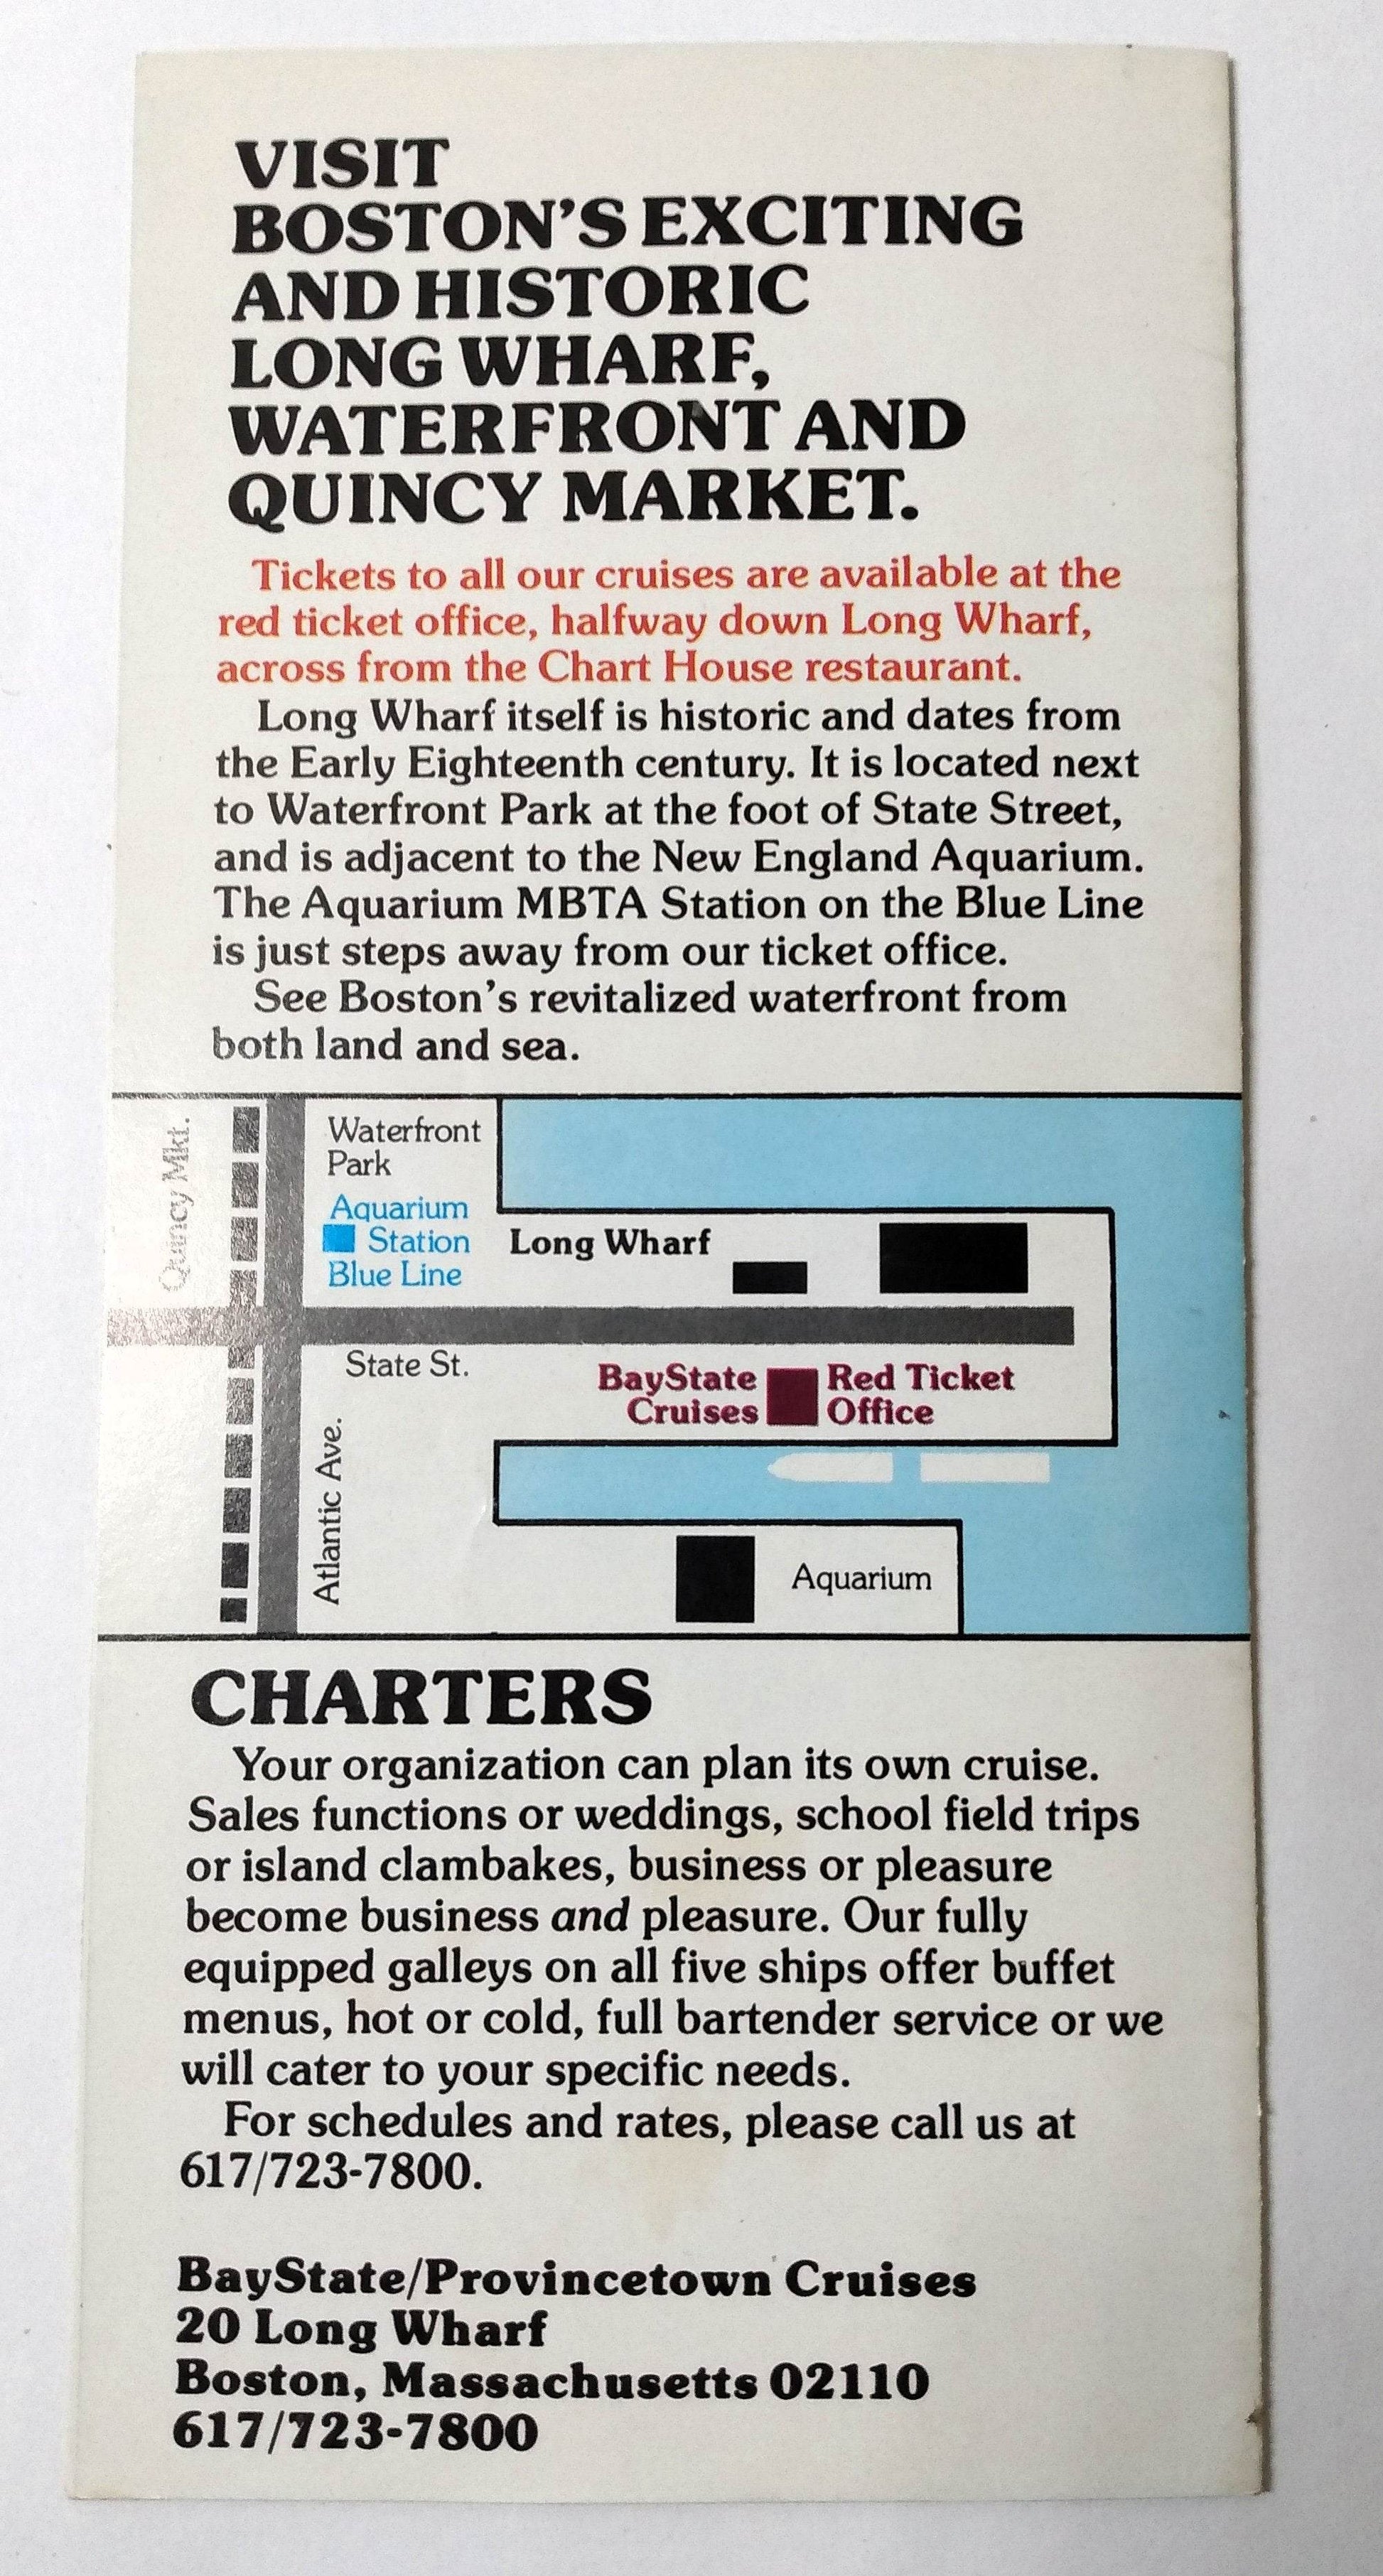 VISIT
BOSTON'S EXCITING
AND HISTORIC
LONG WHARF,
WATERFRONT AND
QUINCY MARKET.
Tickets to all our cruises are available at the
red ticket office, halfway down Long Wharf,
across from the Chart House restaurant.
Long Wharf itself is historic and dates from
the Early Eighteenth century. It is located next
to Waterfront Park at the foot of State Street,
and is adjacent to the New England Aquarium.
The Aquarium MBTA Station on the Blue Line
is just steps away from our ticket office.
See Boston's revitalized waterfront from
both land and sea.
Quincy Mkt.
Waterfront
Park
Aquarium
Station
Blue Line
Long Wharf
State St.
BayState
Cruises
Red Ticket
Office
Atlantic Ave.
Aquarium
CHARTERS
Your organization can plan its own cruise.
Sales functions or weddings, school field trips
or island clambakes, business or pleasure
become business and pleasure. Our fully
equipped galleys on all five ships offer buffet
menus, hot or cold, full bartender service or we
will cater to your specific needs.
For schedules and rates, please call us at
617/723-7800.
BayState/Provincetown Cruises
20 Long Wharf
Boston, Massachusetts 02110
617/723-7800